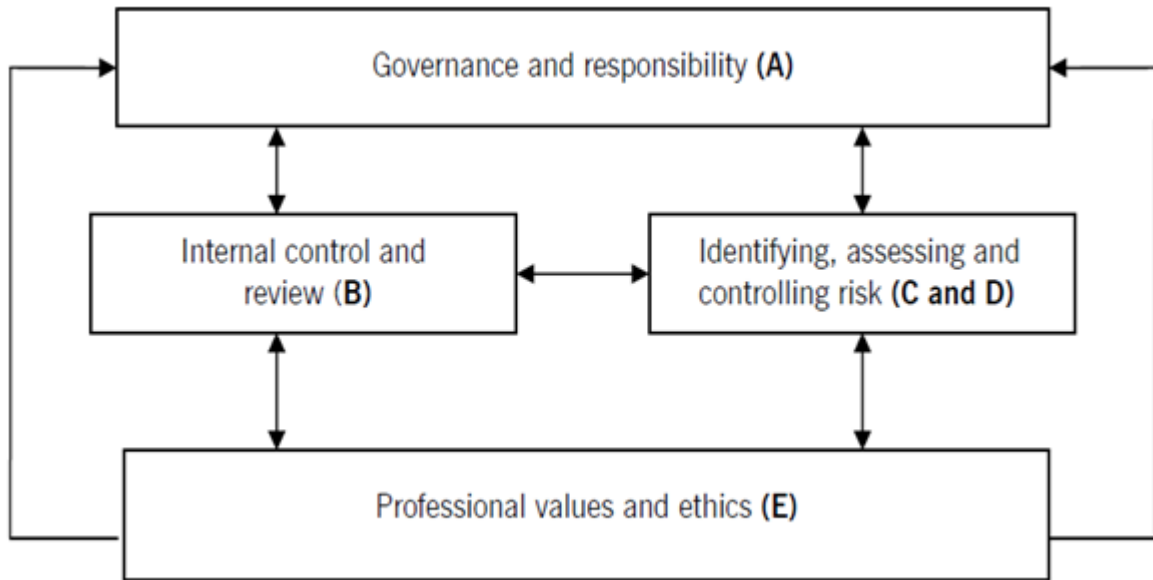 Governance and responsibility (A)
Internal control and
review (B)
Identifying, assessing and
controlling risk (C and D)
Professional values and ethics (E)